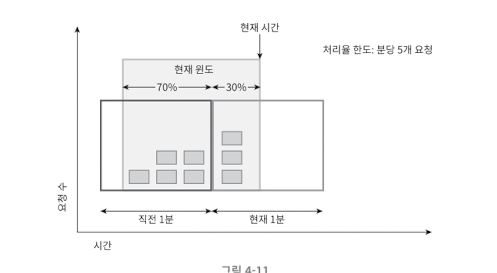 현재 시간
처리율 한도: 분당 5개 요청
현재 윈도
70% 30%
요청 수
직전 1분 현재 1분
시간
그림 4-11